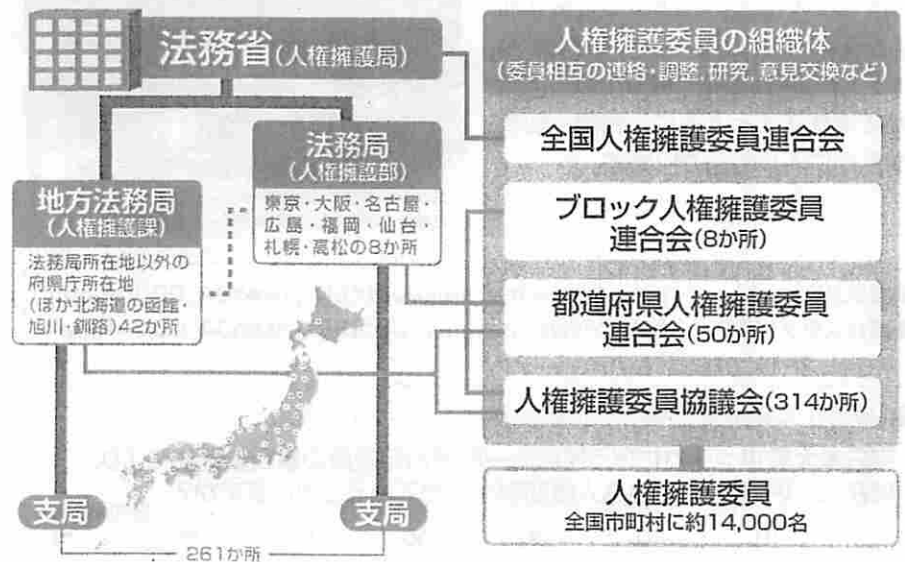 法務省(人権擁護局)
法務局
(人権擁護部)
東京・大阪・名古屋・
広島・福岡・仙台・
札幌・高松の8か所
地方法務局
(人権擁護課)
法務局所在地以外の
府県庁所在地
(ほか北海道の函館・
旭川・釧路)42か所
支局
支局
261か所
人権擁護委員の組織体
(委員相互の連絡・調整,研究,意見交換など)
全国人権擁護委員連合会
ブロック人権擁護委員
連合会(8か所)
都道府県人権擁護委員
連合会(50か所)
人権擁護委員協議会(314か所)
人権擁護委員
全国市町村に約14,000名